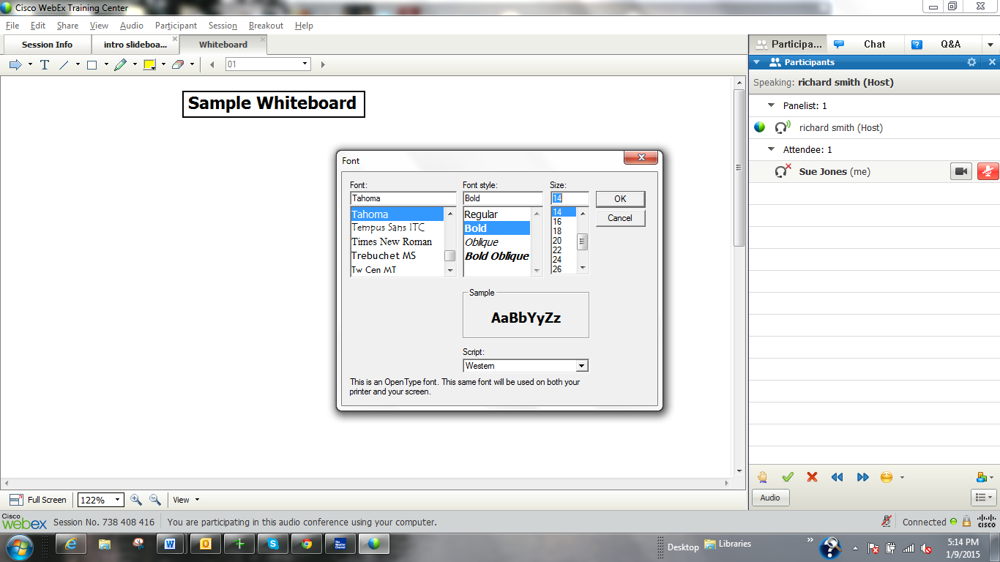 Cisco WebEx Training Center
File Edit Share View Audio Participant Session Breakout Help
Session Info
intro slideboa...
Whiteboard
T
01
Sample Whiteboard
Font
Font:
Font style:
Size:
Tahoma
Bold
14
OK
Cancel
Tahoma
Tempus Sans ITC
Times New Roman
Trebuchet MS
Tw Cen MT
Regular
Bold
Oblique
Bold Oblique
14
16
18
20
22
24
26
Sample
AaBbYyZz
Script:
Western
This is an OpenType font. This same font will be used on both your
printer and your screen.
Participa...
Chat
Q&A
Participants
Speaking: richard smith (Host)
Panelist: 1
richard smith (Host)
Attendee: 1
Sue Jones (me)
Audio
Full Screen
122%
View
Cisco
webex
Session No. 738 408 416
You are participating in this audio conference using your computer.
Connected
CISCO
Desktop
Libraries
5:14 PM
1/9/2015